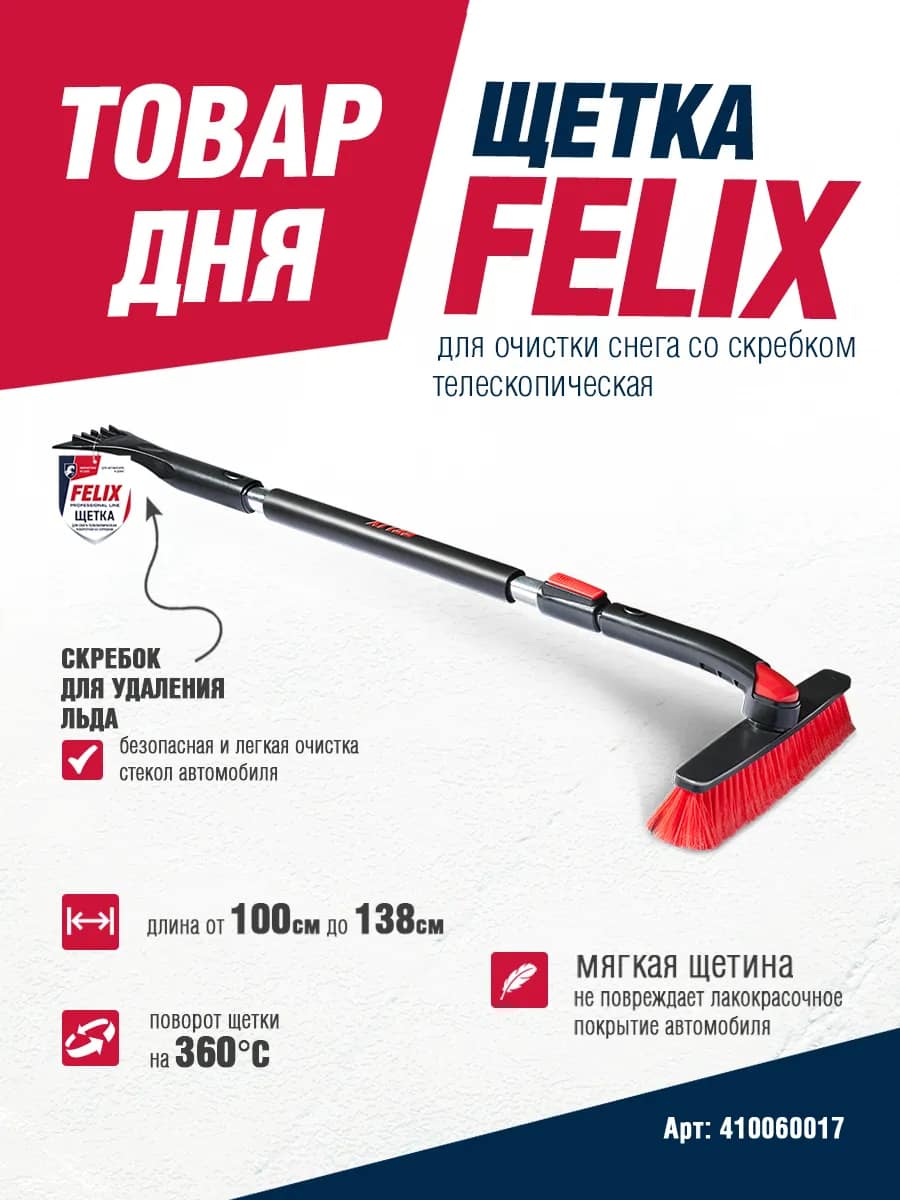 ТОВАР
ДНЯ
ЩЕТКА
FELIX
для очистки снега со скребком
телескопическая
FELIX
PROFESSIONAL LINE
ЩЕТКА
СКРЕБОК
ДЛЯ УДАЛЕНИЯ
ЛЬДА
безопасная и легкая очистка
стекол автомобиля
длина от 100см до 138см
поворот щетки
на 360°С
мягкая щетина
не повреждает лакокрасочное
покрытие автомобиля
Арт: 410060017